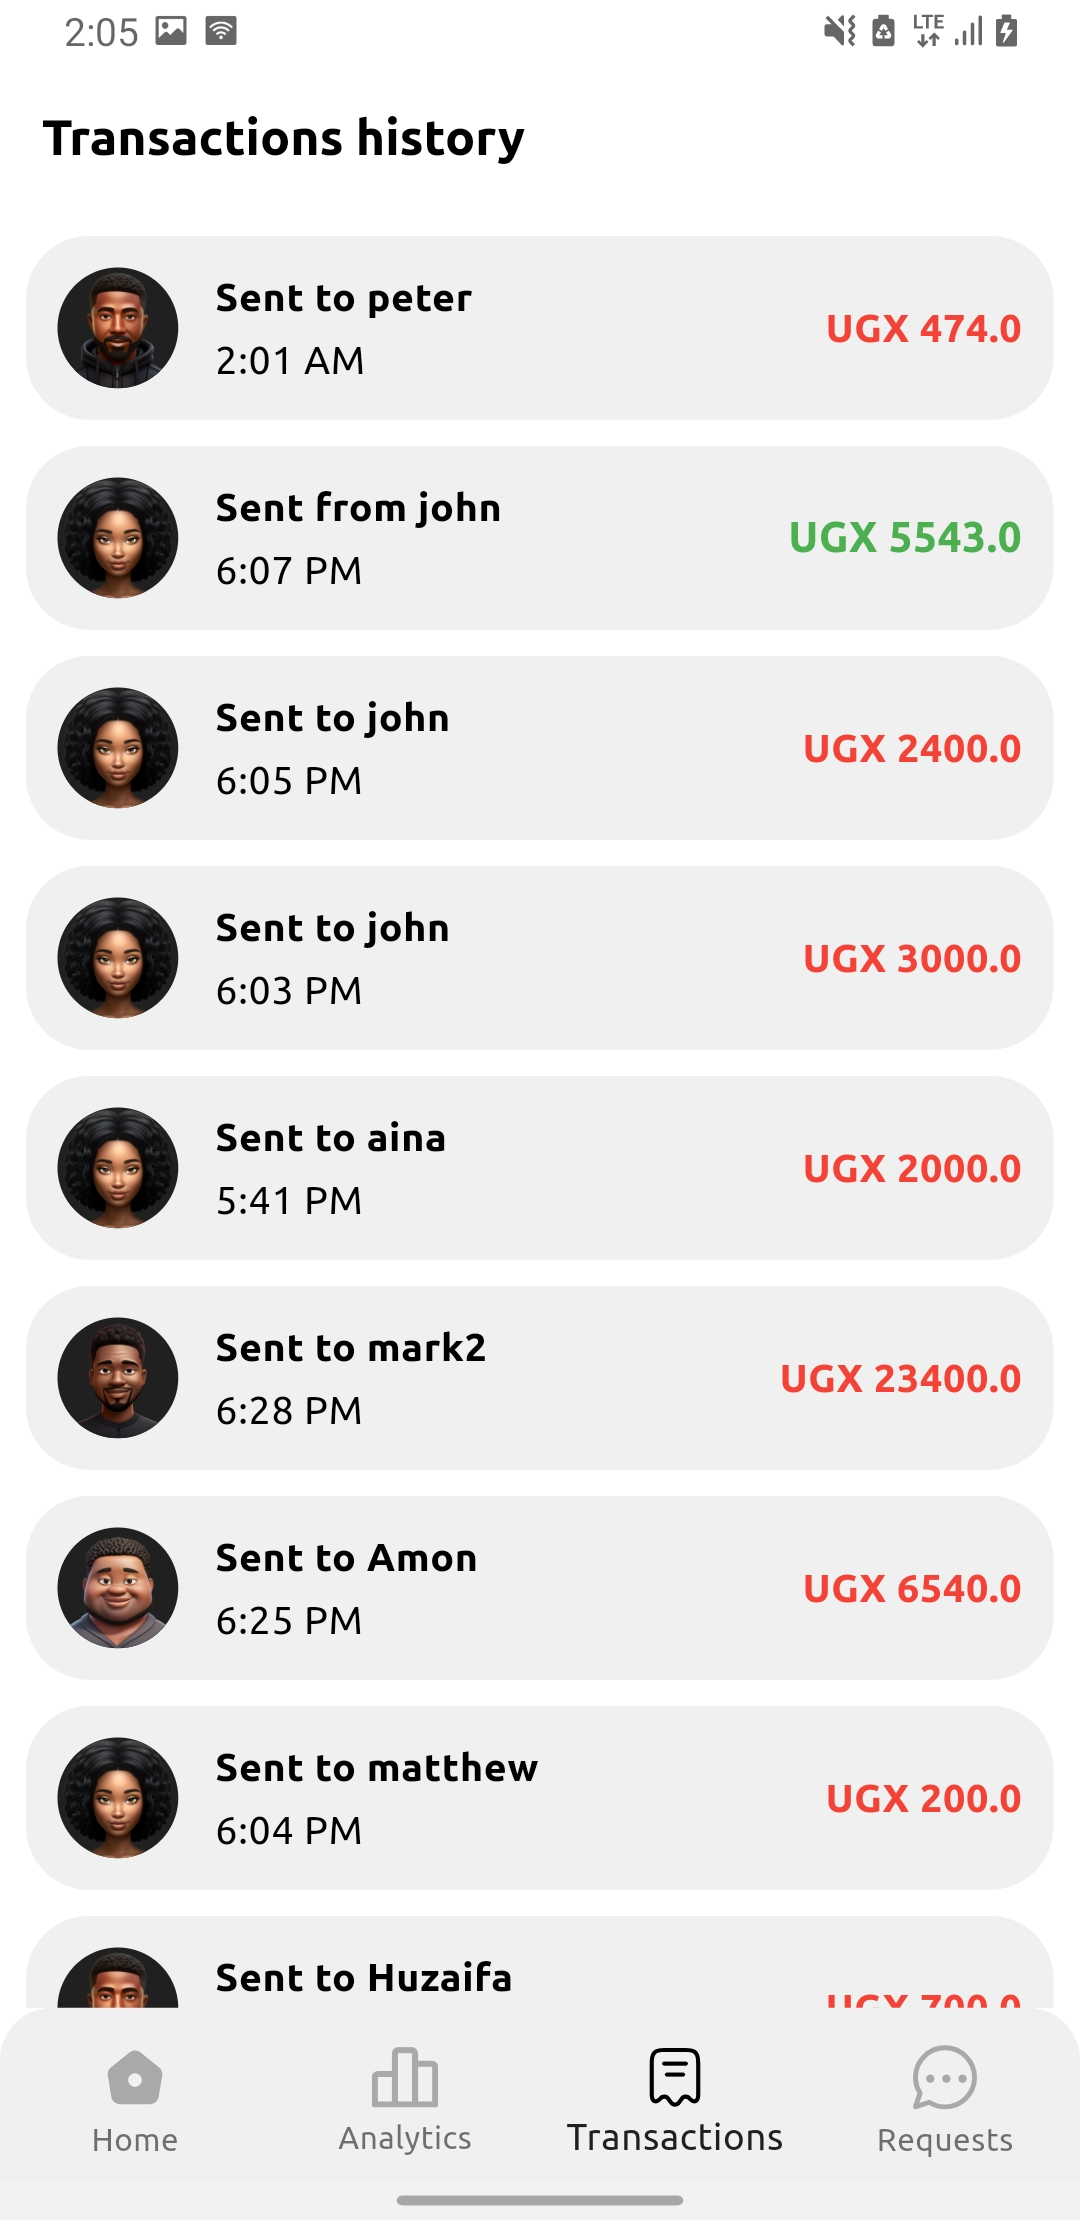 2:05
LTE
Transactions history
Sent to peter
2:01 AM
UGX 474.0
Sent from john
6:07 PM
UGX 5543.0
Sent to john
6:05 PM
UGX 2400.0
Sent to john
6:03 PM
UGX 3000.0
Sent to aina
5:41 PM
UGX 2000.0
Sent to mark2
6:28 PM
UGX 23400.0
Sent to Amon
6:25 PM
UGX 6540.0
Sent to matthew
6:04 PM
UGX 200.0
Sent to Huzaifa
UGX 700.0
Home
Analytics
Transactions
Requests